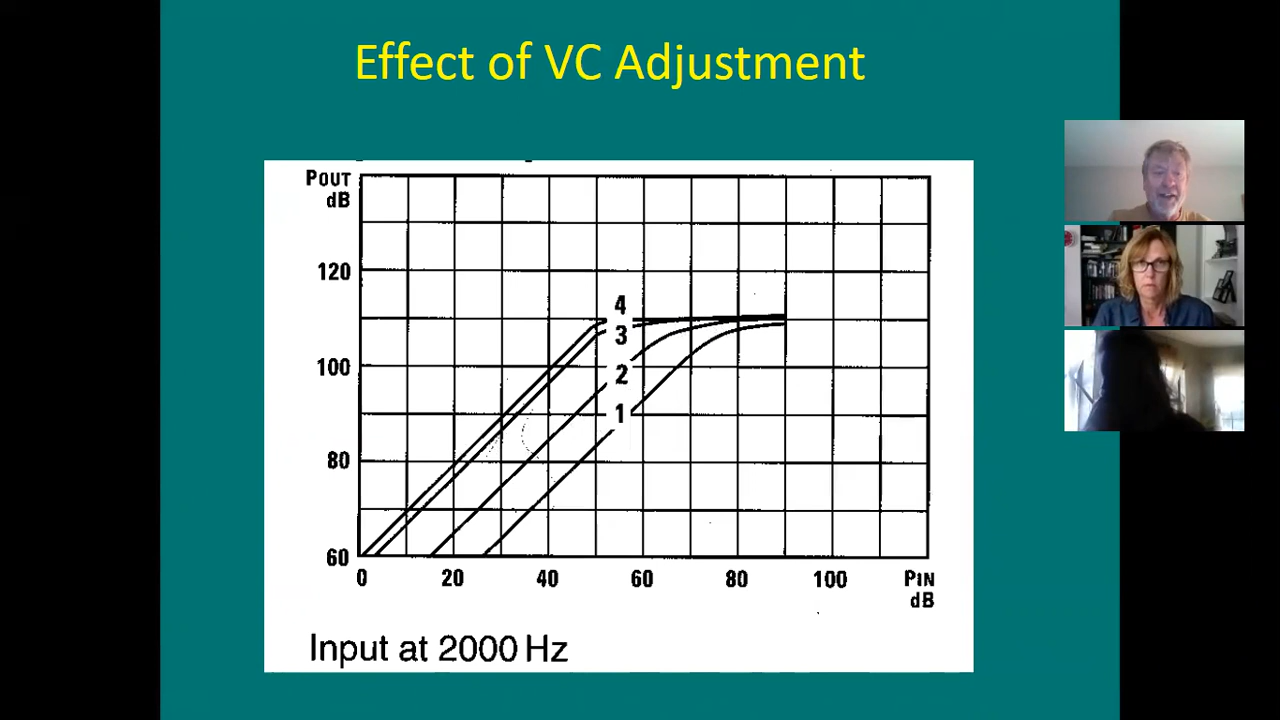 Effect of VC Adjustment
POUT
dB
120
100
80
60
4
3
2
1
0 20 40 60 80 100 PIN
dB
Input at 2000 Hz